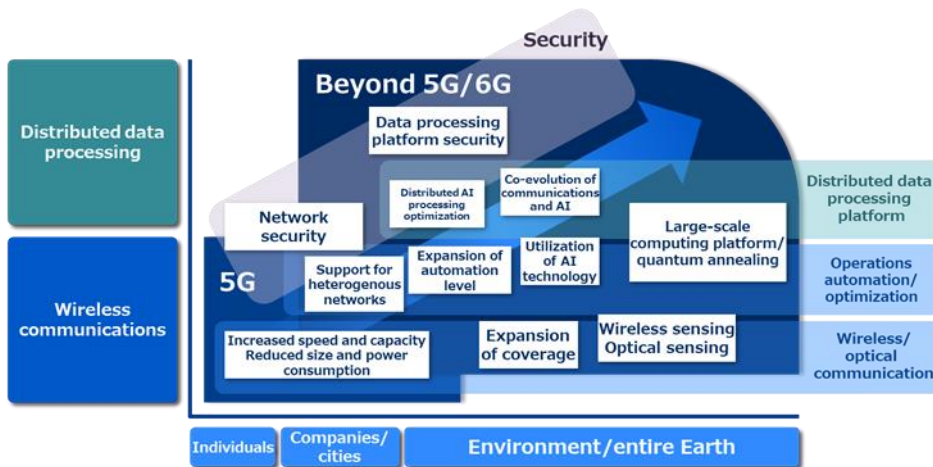 Security
Beyond 5G/6G
Distributed data
processing
Data processing
platform security
Distributed AI
processing
optimization
Co-evolution of
communications
and AI
Distributed data
processing
platform
Network
security
Large-scale
computing platform/
quantum annealing
5G
Support for
heterogenous
networks
Expansion of
automation
level
Utilization
of AI
technology
Operations
automation/
optimization
Wireless
communications
Increased speed and capacity
Reduced size and power
consumption
Expansion
of coverage
Wireless sensing
Optical sensing
Wireless/
optical
communication
Individuals
Companies/
cities
Environment/entire Earth